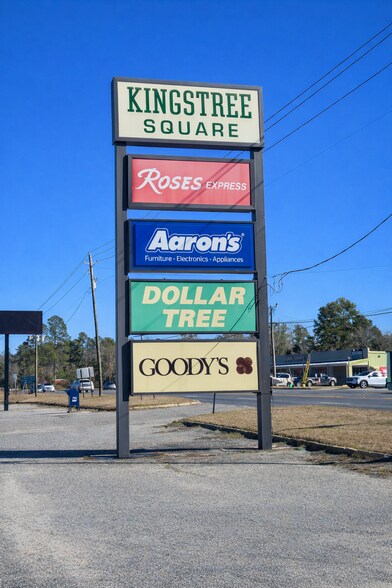 KINGSTREE
SQUARE
ROSES EXPRESS
Aaron's
Furniture • Electronics • Appliances
DOLLAR
TREE
GOODY'S